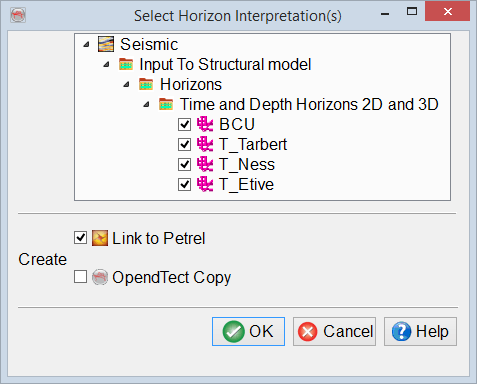 Select Horizon Interpretation(s)
Seismic
Input To Structural model
Horizons
Time and Depth Horizons 2D and 3D
BCU
T_Tarbert
T_Ness
T_Etive
Link to Petrel
Create
OpendTect Copy
OK Cancel Help